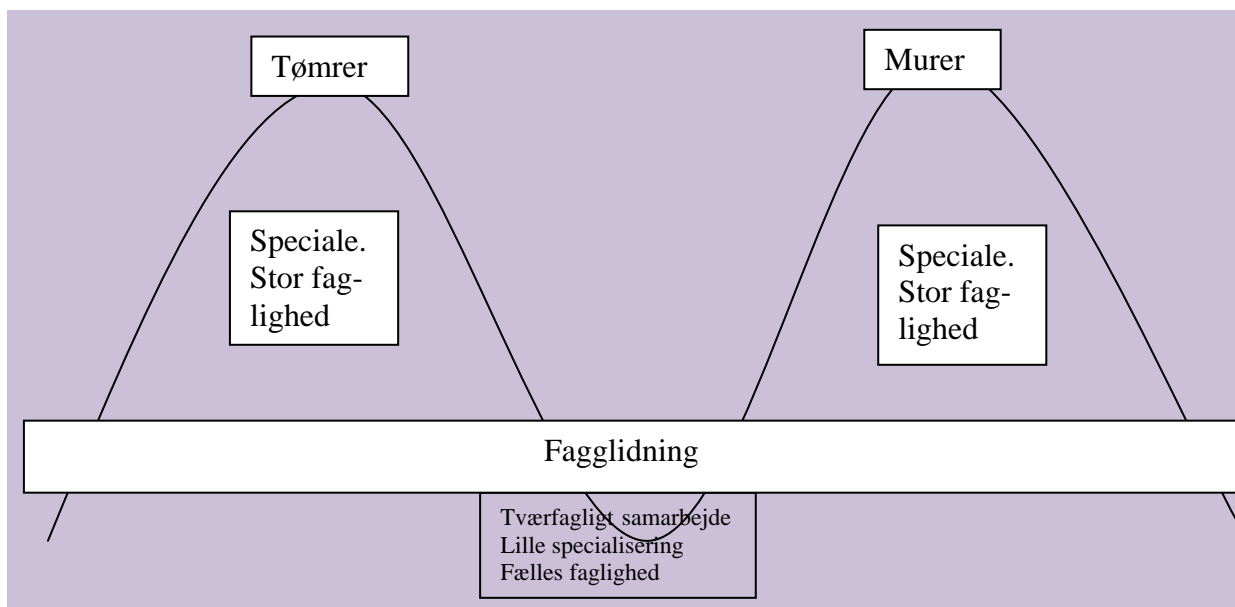 Tømrer
Murer
Speciale.
Stor fag-
lighed
Speciale.
Stor fag-
lighed
Fagglidning
Tværfagligt samarbejde
Lille specialisering
Fælles faglighed